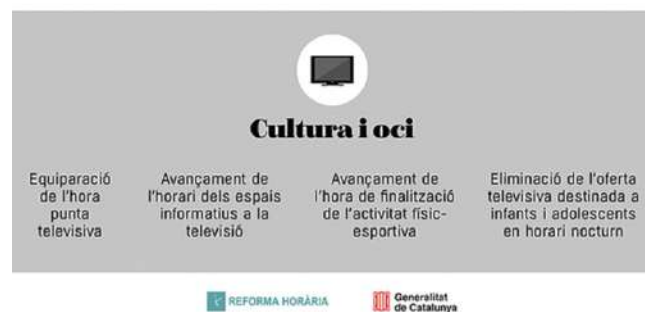 Cultura i oci
Equiparació
de l'hora
punta
televisiva
Avançament de
l'horari dels espais
informatius a la
televisió
Avançament de
l'hora de finalització
de l'activitat físic-
esportiva
Eliminació de l'oferta
televisiva destinada a
infants i adolescents
en horari nocturn
REFORMA HORÀRIA
Generalitat
de Catalunya